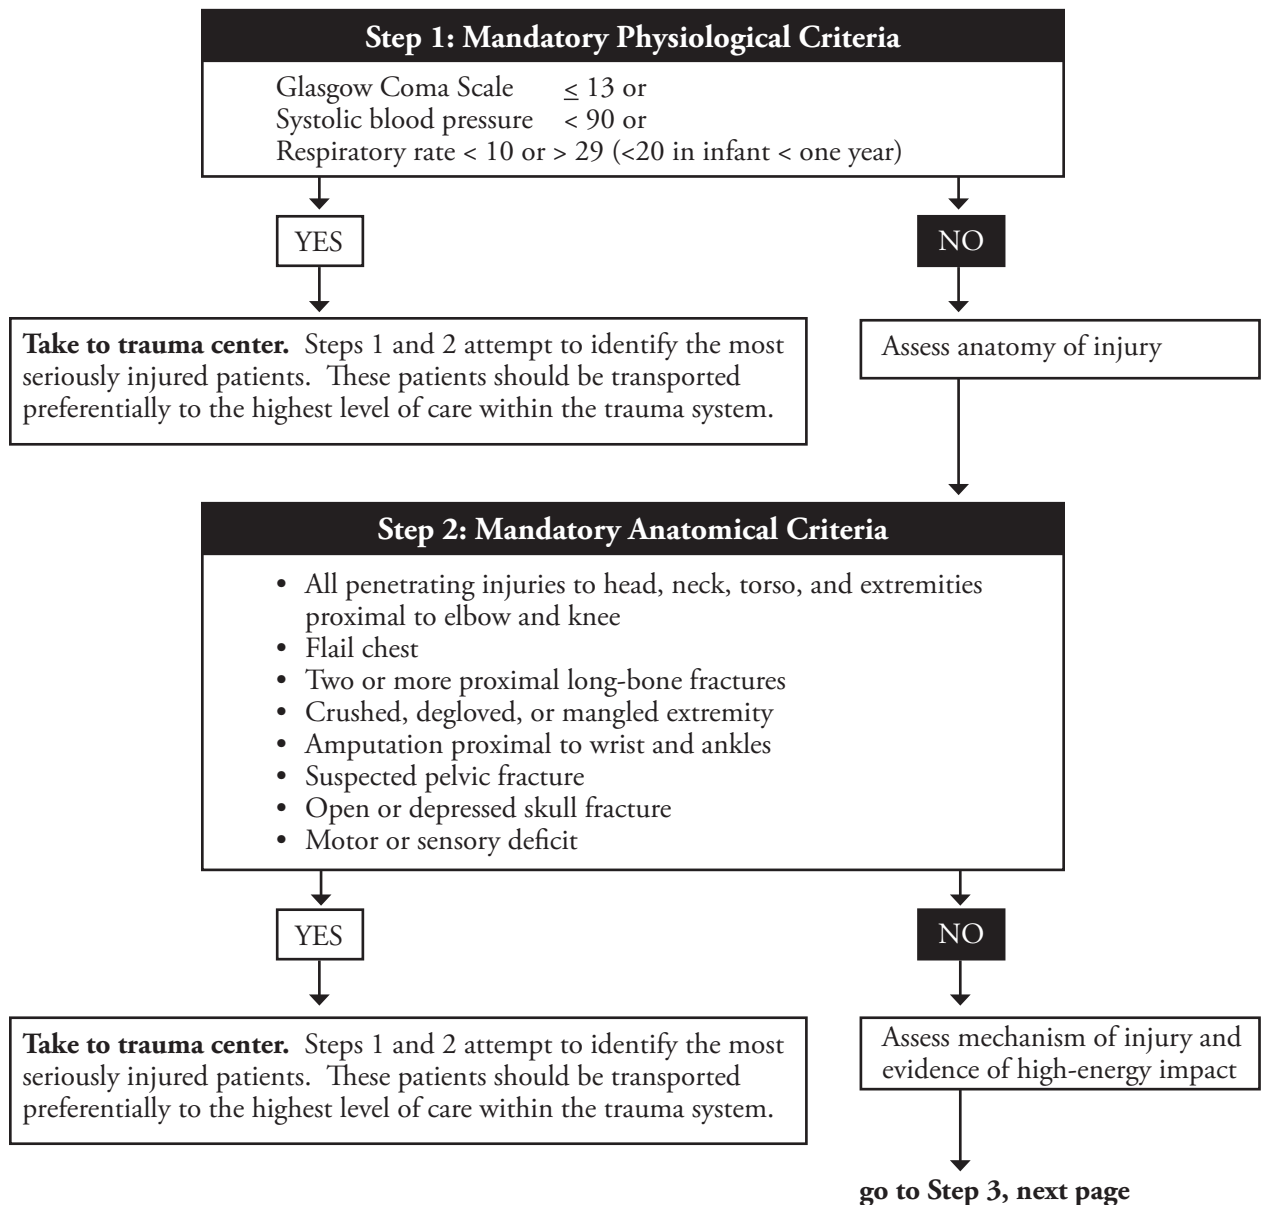 Step 1: Mandatory Physiological Criteria
Glasgow Coma Scale ≤ 13 or
Systolic blood pressure < 90 or
Respiratory rate < 10 or > 29 (<20 in infant < one year)
YES
NO
Take to trauma center. Steps 1 and 2 attempt to identify the most
seriously injured patients. These patients should be transported
preferentially to the highest level of care within the trauma system.
Assess anatomy of injury
Step 2: Mandatory Anatomical Criteria
• All penetrating injuries to head, neck, torso, and extremities
proximal to elbow and knee
• Flail chest
• Two or more proximal long-bone fractures
• Crushed, degloved, or mangled extremity
• Amputation proximal to wrist and ankles
• Suspected pelvic fracture
• Open or depressed skull fracture
• Motor or sensory deficit
YES
NO
Take to trauma center. Steps 1 and 2 attempt to identify the most
seriously injured patients. These patients should be transported
preferentially to the highest level of care within the trauma system.
Assess mechanism of injury and
evidence of high-energy impact
go to Step 3, next page